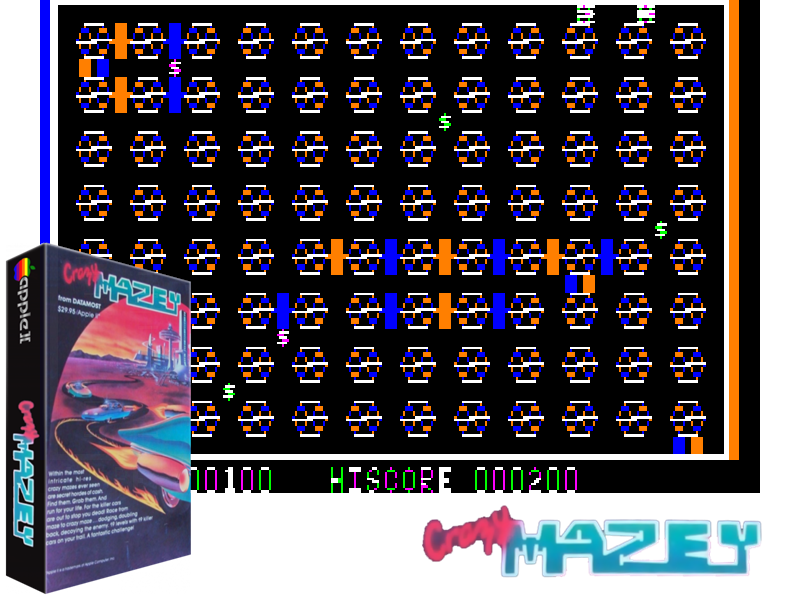 $ $
$
$
$
$
$
00100 HISCORE 000200
apple II
Crazy MAZEY
Crazy MAZEY
from DATAMOST
$29.95/Apple II
Within the most
intricate hi-res
crazy mazes ever seen
are secret hordes of cash.
Find them. Grab them. And
run for your life. For the killer cars
are out to stop you dead! Race from
maze to crazy maze ... dodging, doubling
back, decoying the enemy. 19 levels with 19 killer
cars on your trail. A fantastic challenge!
Crazy MAZEY